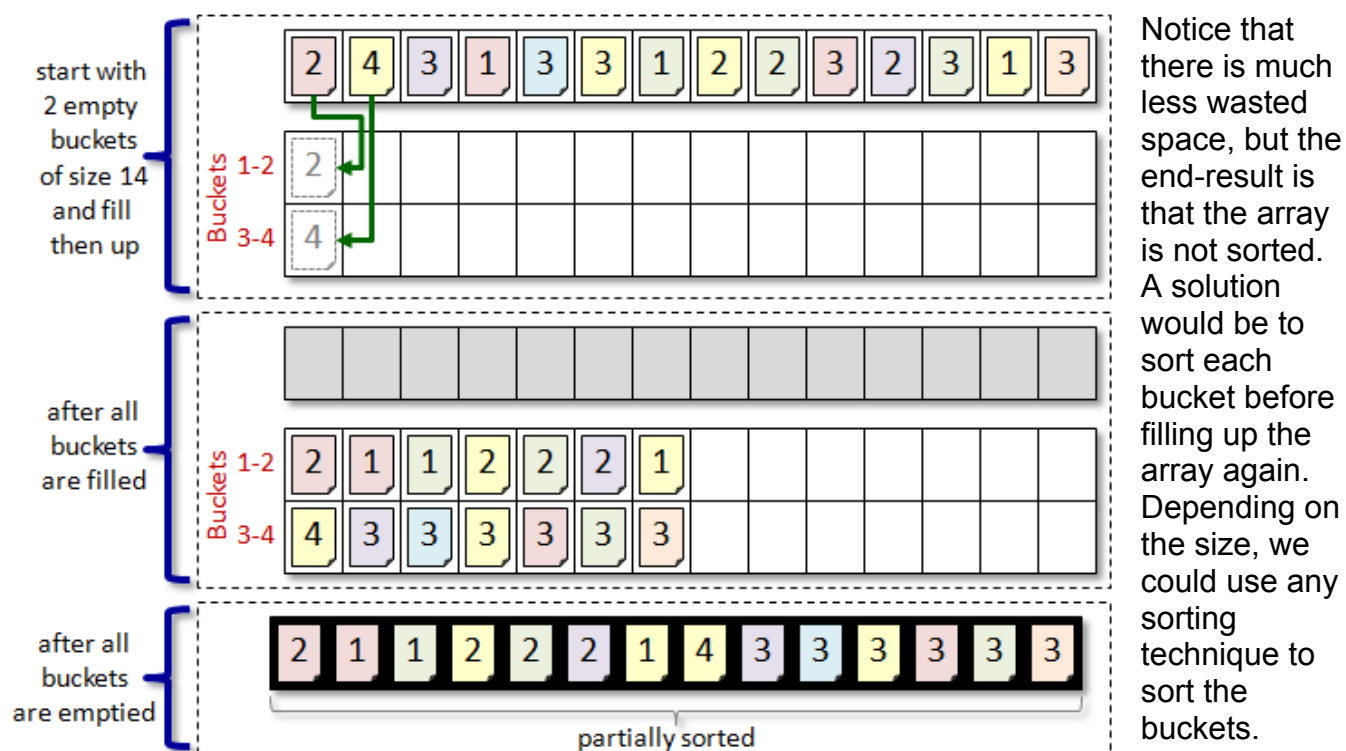 start with
2 empty
buckets
of size 14
and fill
then up
2 4 3 1 3 3 1 2 2 3 2 3 1 3
Buckets
1-2 2
3-4 4
after all
buckets
are filled
Buckets
1-2 2 1 1 2 2 2 1
3-4 4 3 3 3 3 3 3
after all
buckets
are emptied
2 1 1 2 2 2 1 4 3 3 3 3 3 3
partially sorted
Notice that
there is much
less wasted
space, but the
end-result is
that the array
is not sorted.
A solution
would be to
sort each
bucket before
filling up the
array again.
Depending on
the size, we
could use any
sorting
technique to
sort the
buckets.